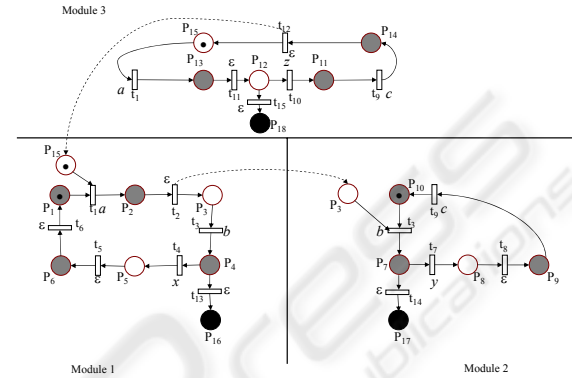 Module 3
P15
t12
P14
ε
P13
ε
P12
z
P11
a
t1
t11
t10
t9
c
t15
ε
P18
P15
P1
t1
a
P2
ε
t2
P3
t6
ε
t3
b
t5
t4
P6
ε
P5
x
P4
t13
ε
P16
Module 1
P3
P10
t9
c
t3
b
P7
t7
t8
y
P8
ε
P9
ε
t14
P17
Module 2